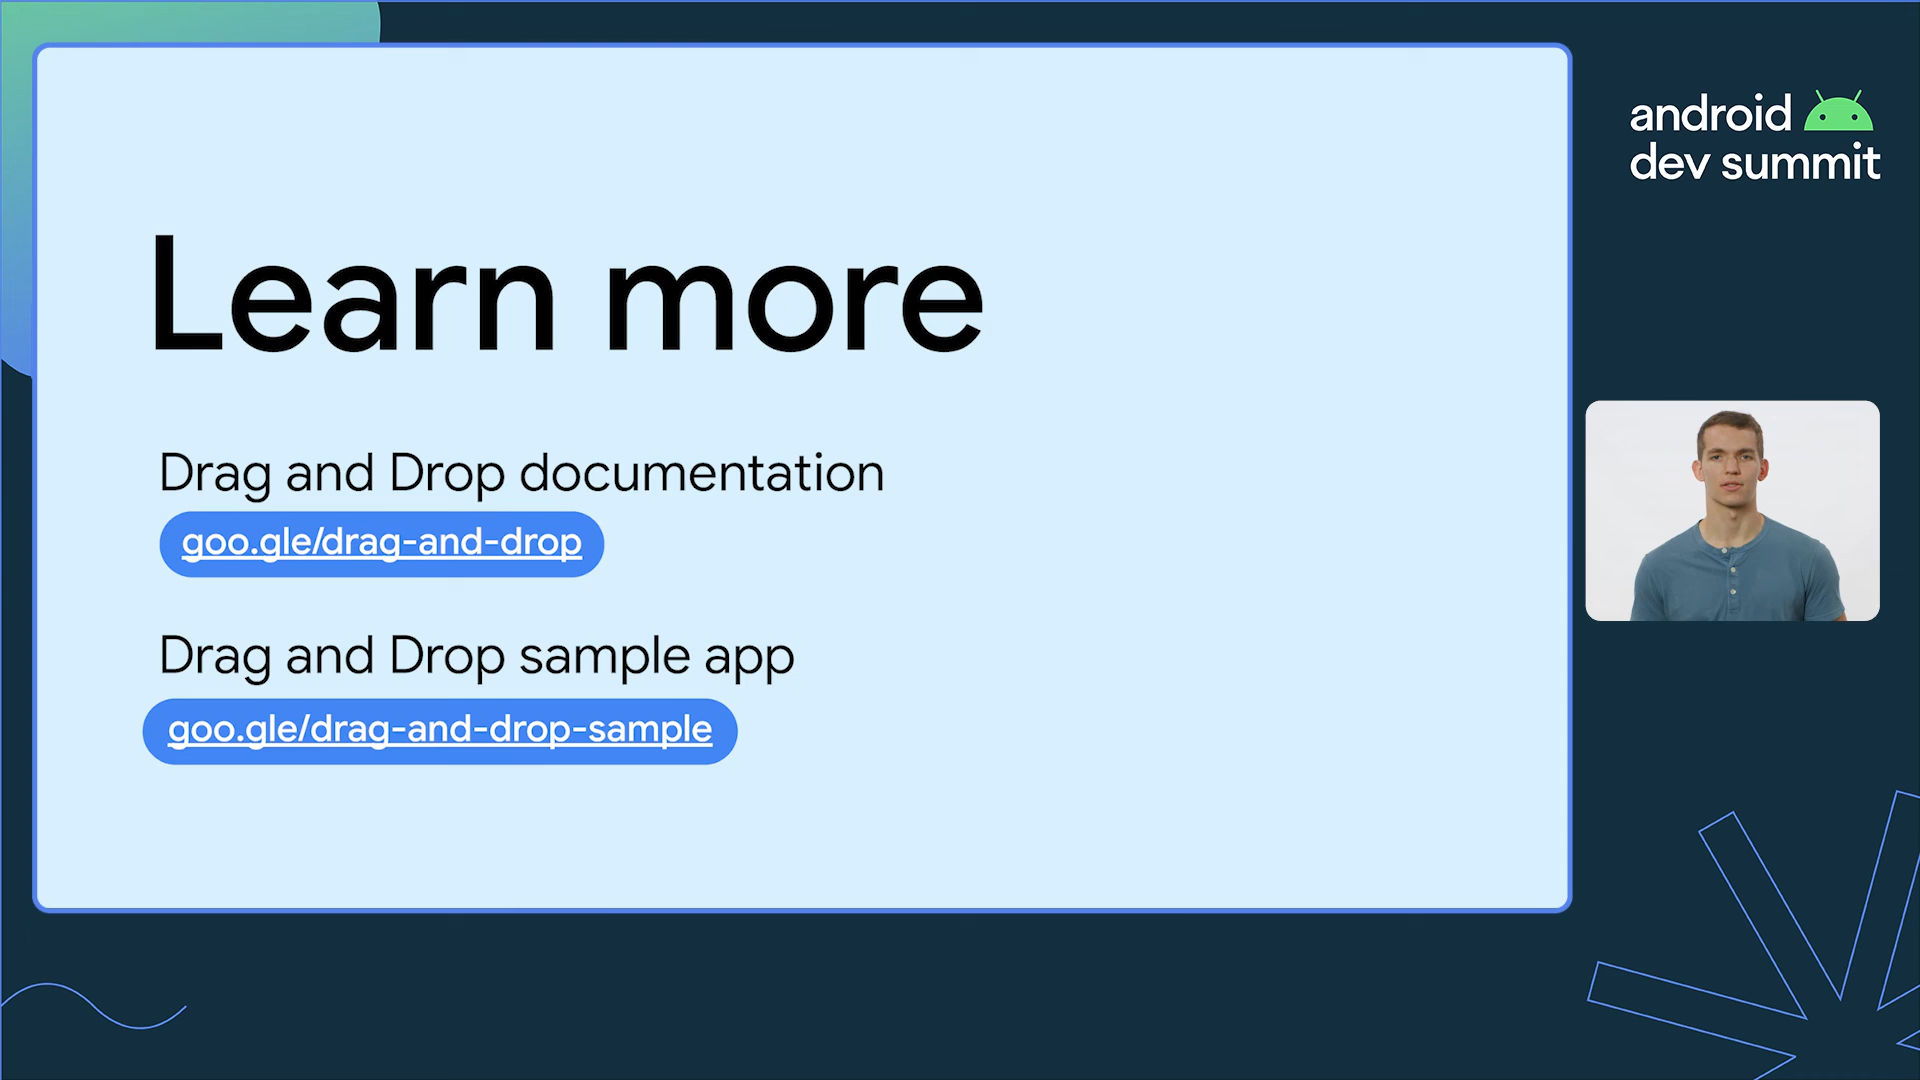 Learn more
Drag and Drop documentation
goo.gle/drag-and-drop
Drag and Drop sample app
goo.gle/drag-and-drop-sample
android
dev summit